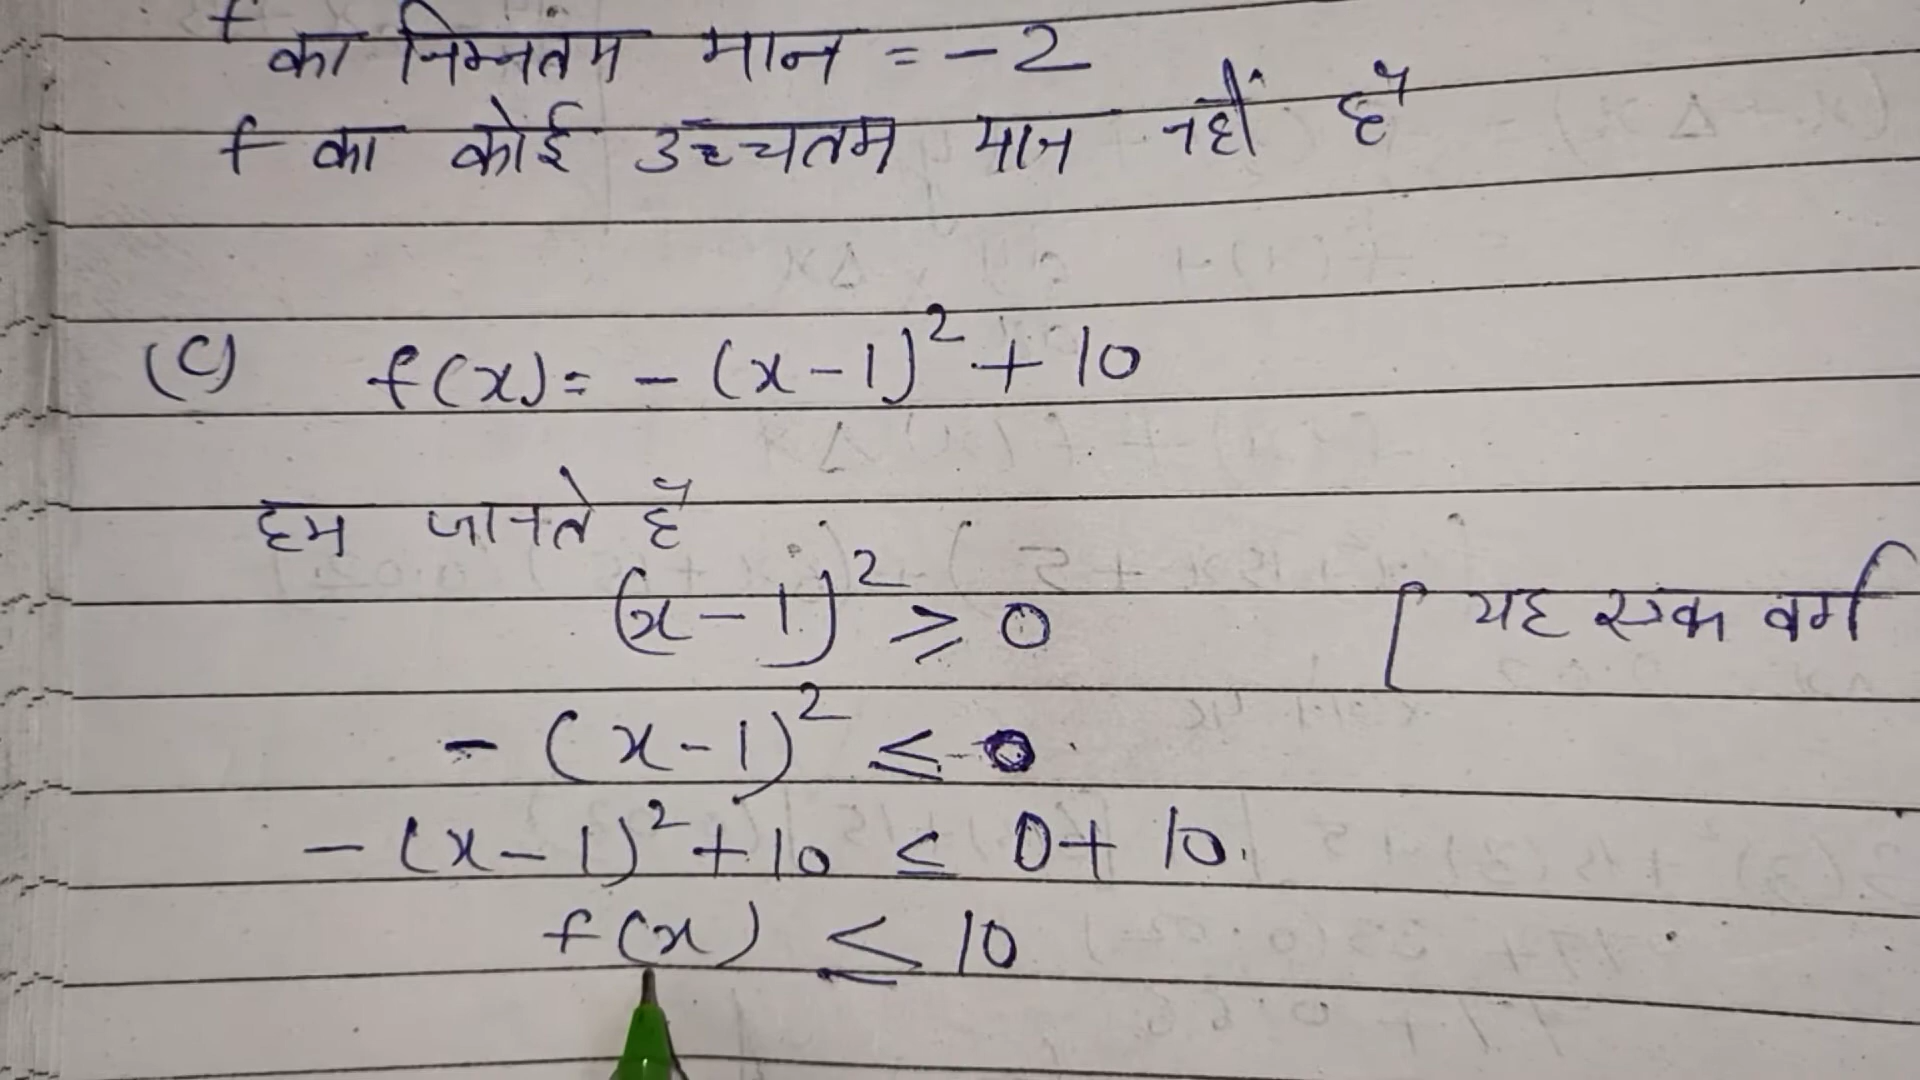 f
का निम्नतम मान = -2
f का कोई उच्चतम मान नहीं है
(C) f(x) = - (x-1)² + 10
हम जानते है
(x-1)² ≥ 0 [ यह एक वर्ग
- (x-1)² ≤ -0
- (x-1)² + 10 ≤ 0 + 10.
f(x) ≤ 10